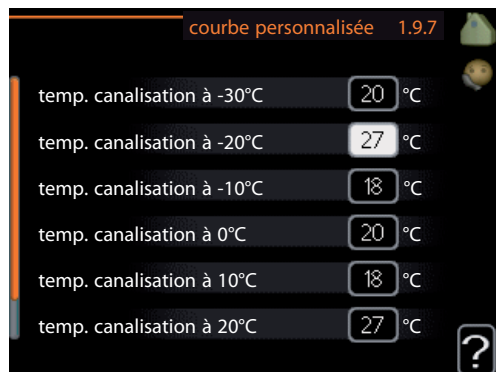 courbe personnalisée 1.9.7
temp. canalisation à -30°C 20 °C
temp. canalisation à -20°C 27 °C
temp. canalisation à -10°C 18 °C
temp. canalisation à 0°C 20 °C
temp. canalisation à 10°C 18 °C
temp. canalisation à 20°C 27 °C
?